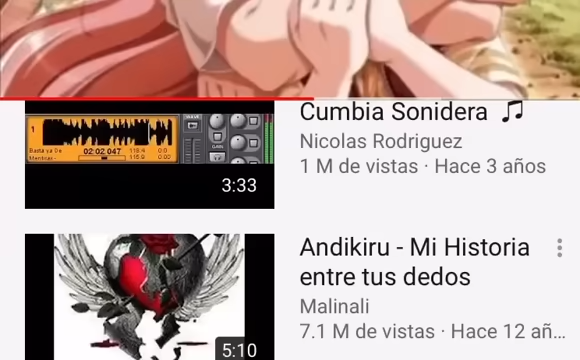 Cumbia Sonidera 🎵
Nicolas Rodriguez
1 M de vistas · Hace 3 años
3:33
Andikiru - Mi Historia
entre tus dedos
Malinali
7.1 M de vistas · Hace 12 añ...
5:10